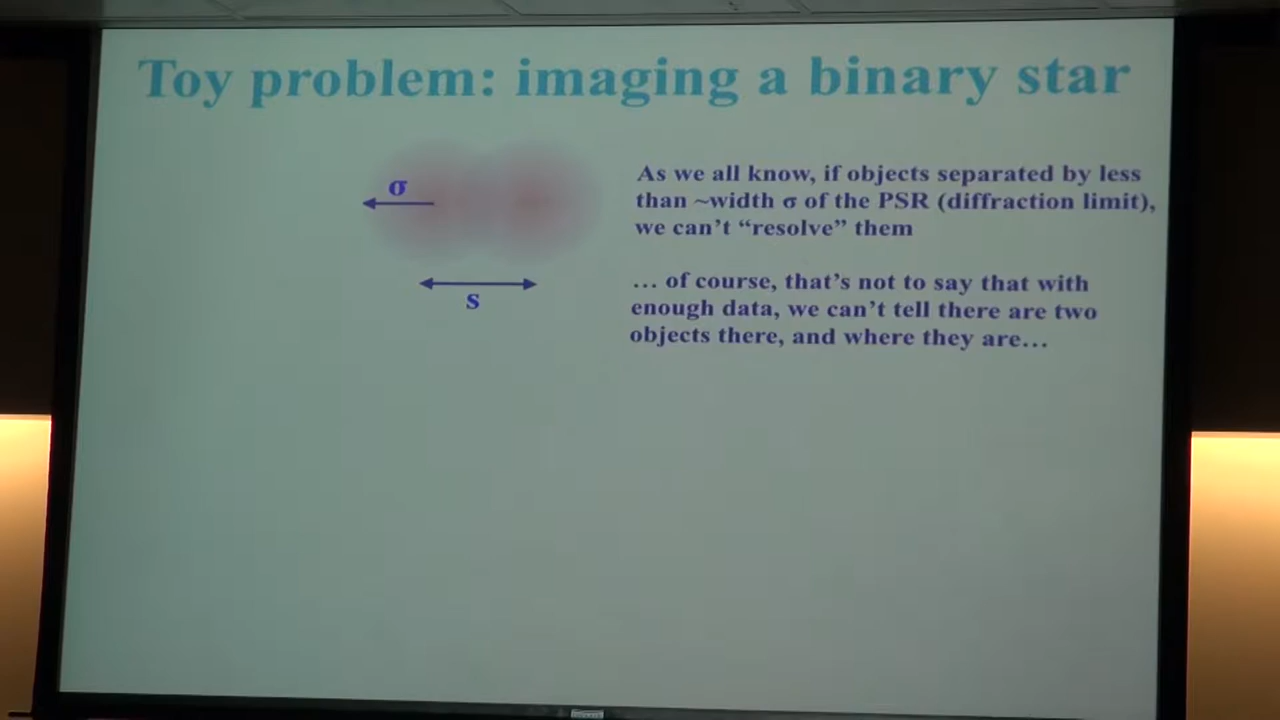 Toy problem: imaging a binary star
σ
s
As we all know, if objects separated by less
than ~width σ of the PSR (diffraction limit),
we can't “resolve” them
… of course, that's not to say that with
enough data, we can't tell there are two
objects there, and where they are…